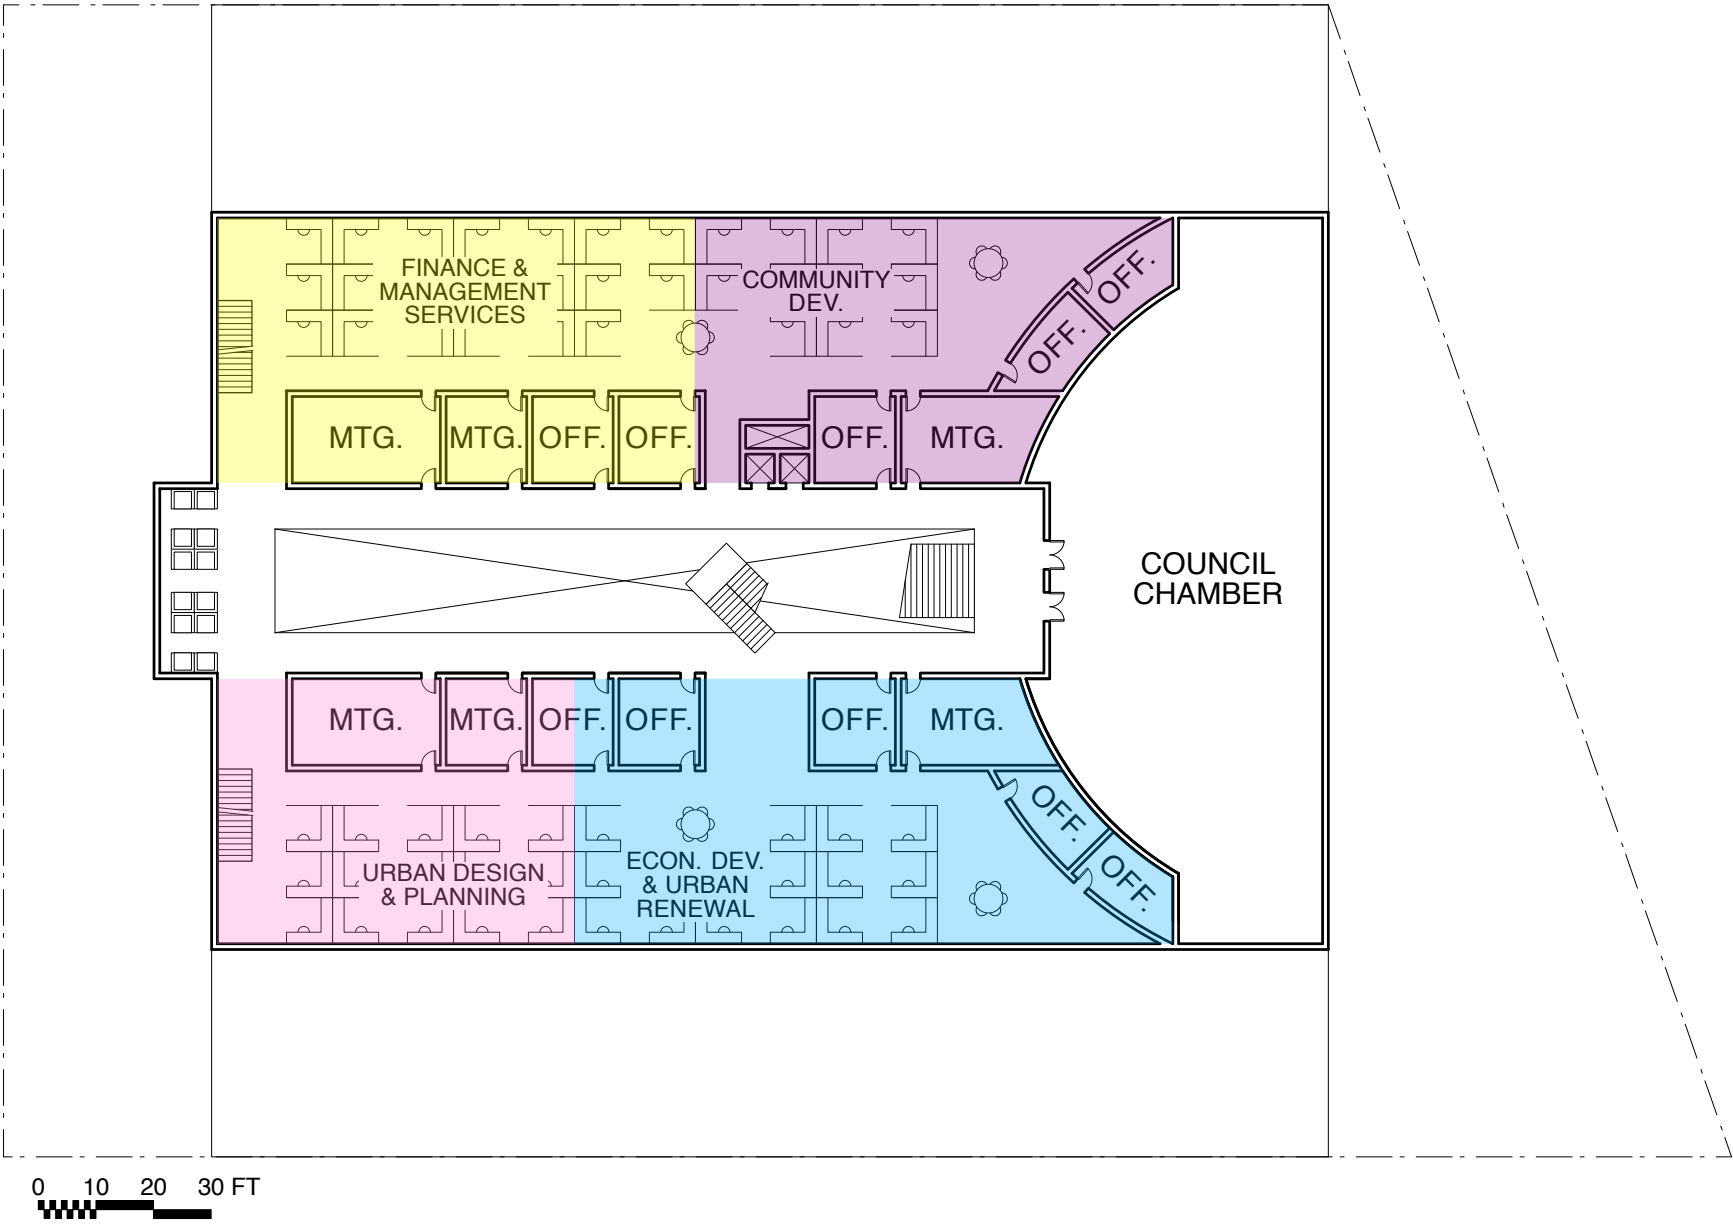 FINANCE &
MANAGEMENT
SERVICES
COMMUNITY
DEV.
OFF.
OFF.
MTG.
MTG.
OFF.
OFF.
OFF.
MTG.
COUNCIL
CHAMBER
MTG.
MTG.
OFF.
OFF.
OFF.
MTG.
OFF.
OFF.
URBAN DESIGN
& PLANNING
ECON. DEV.
& URBAN
RENEWAL
0 10 20 30 FT